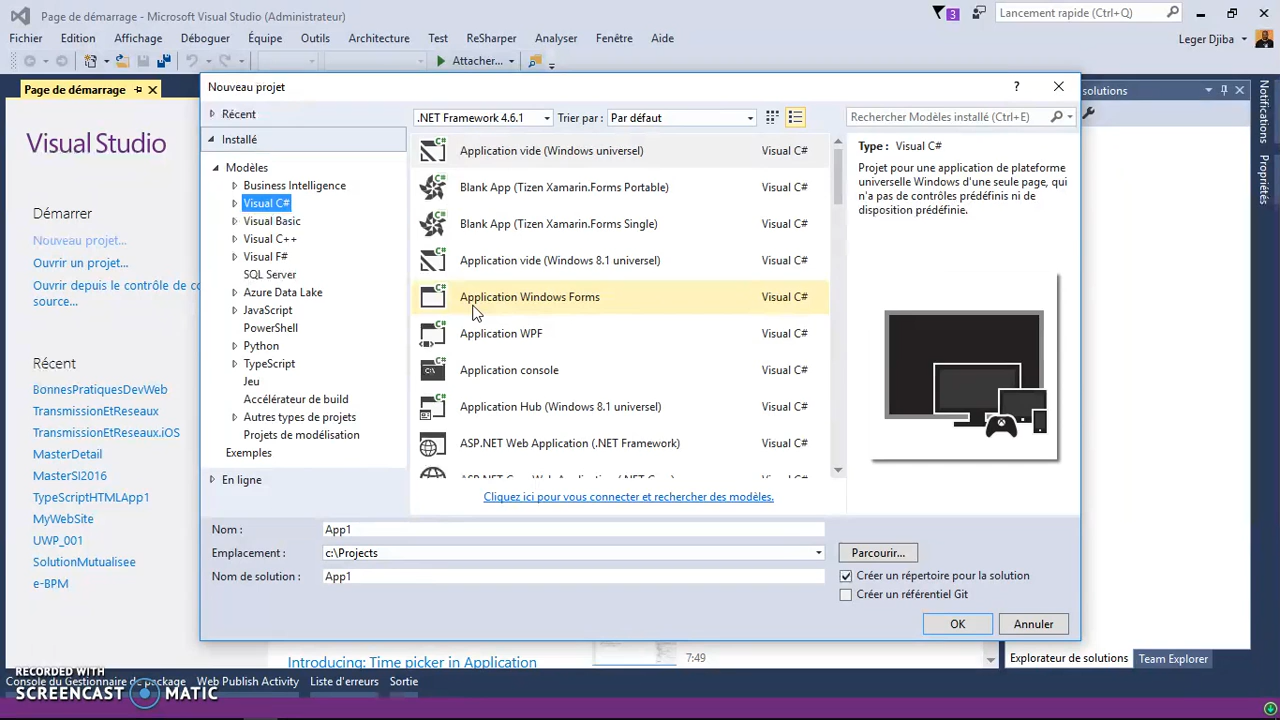 Page de démarrage - Microsoft Visual Studio (Administrateur)
3
Lancement rapide (Ctrl+Q)
Fichier Edition Affichage Déboguer Équipe Outils Architecture Test ReSharper Analyser Fenêtre Aide
Leger Djiba
Attacher...
Page de démarrage
Visual Studio
Démarrer
Nouveau projet...
Ouvrir un projet...
Ouvrir depuis le contrôle de co
source...
Récent
BonnesPratiquesDevWeb
TransmissionEtReseaux
TransmissionEtReseaux.iOS
MasterDetail
MasterSI2016
TypeScriptHTMLApp1
MyWebSite
UWP_001
SolutionMutualisee
e-BPM
Nouveau projet
?
Récent
Installé
Modèles
Business Intelligence
Visual C#
Visual Basic
Visual C++
Visual F#
SQL Server
Azure Data Lake
JavaScript
PowerShell
Python
TypeScript
Jeu
Accélérateur de build
Autres types de projets
Projets de modélisation
Exemples
En ligne
.NET Framework 4.6.1
Trier par :
Par défaut
Rechercher Modèles installé (Ctrl+E)
Application vide (Windows universel) Visual C#
Blank App (Tizen Xamarin.Forms Portable) Visual C#
Blank App (Tizen Xamarin.Forms Single) Visual C#
Application vide (Windows 8.1 universel) Visual C#
Application Windows Forms Visual C#
Application WPF Visual C#
Application console Visual C#
Application Hub (Windows 8.1 universel) Visual C#
ASP.NET Web Application (.NET Framework) Visual C#
Cliquez ici pour vous connecter et rechercher des modèles.
Type : Visual C#
Projet pour une application de plateforme
universelle Windows d'une seule page, qui
n'a pas de contrôles prédéfinis ni de
disposition prédéfinie.
Nom : App1
Emplacement : c:\Projects
Parcourir...
Nom de solution : App1
Créer un répertoire pour la solution
Créer un référentiel Git
OK
Annuler
solutions
Notifications
Propriétés
Introducing: Time picker in Application
7:49
Explorateur de solutions Team Explorer
Console du Gestionnaire de package Web Publish Activity Liste d'erreurs Sortie
RECORDED WITH
SCREENCAST MATIC